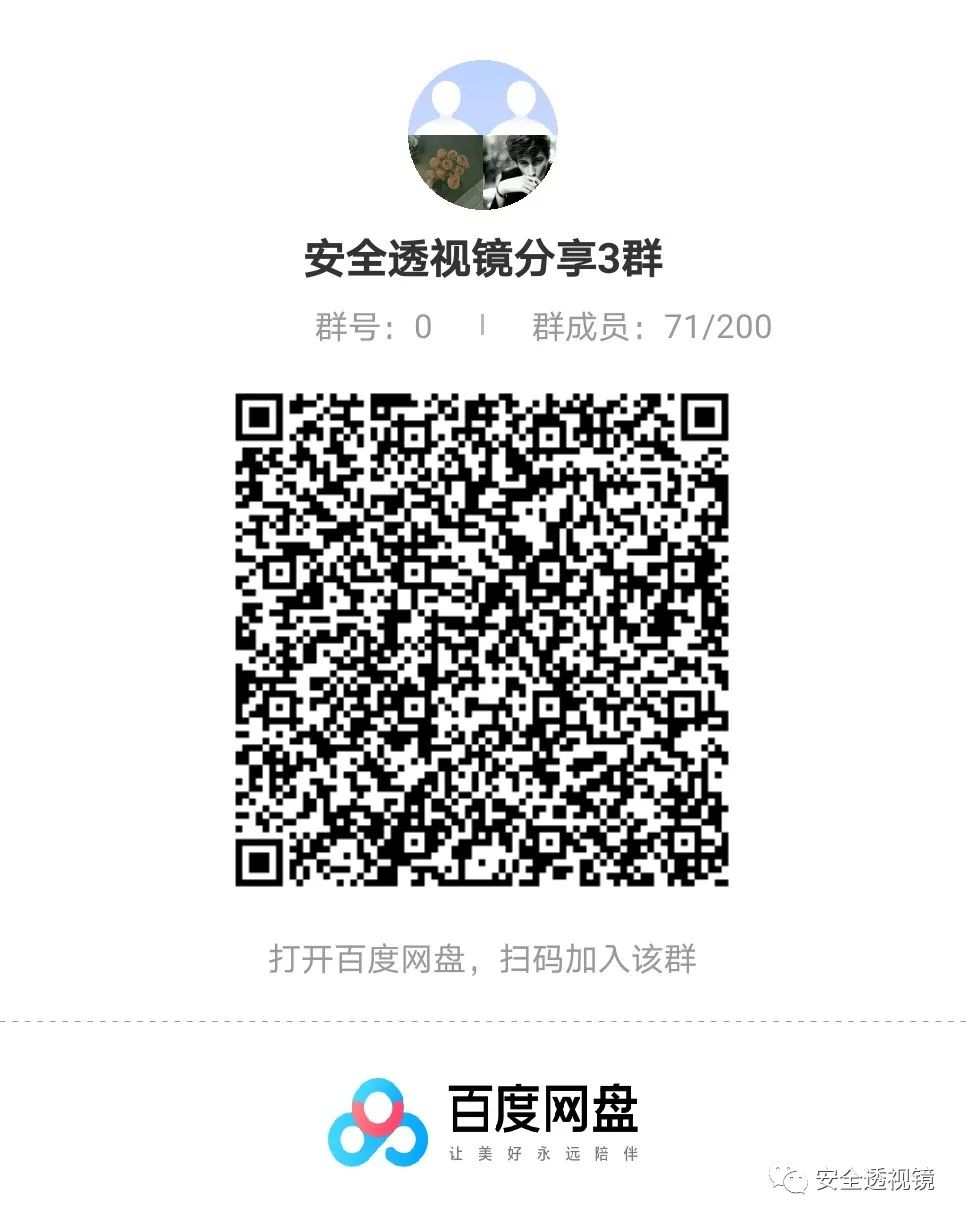 安全透视镜分享3群
群号：0 | 群成员：71/200
打开百度网盘，扫码加入该群
百度网盘
让美好永远陪伴
安全透视镜